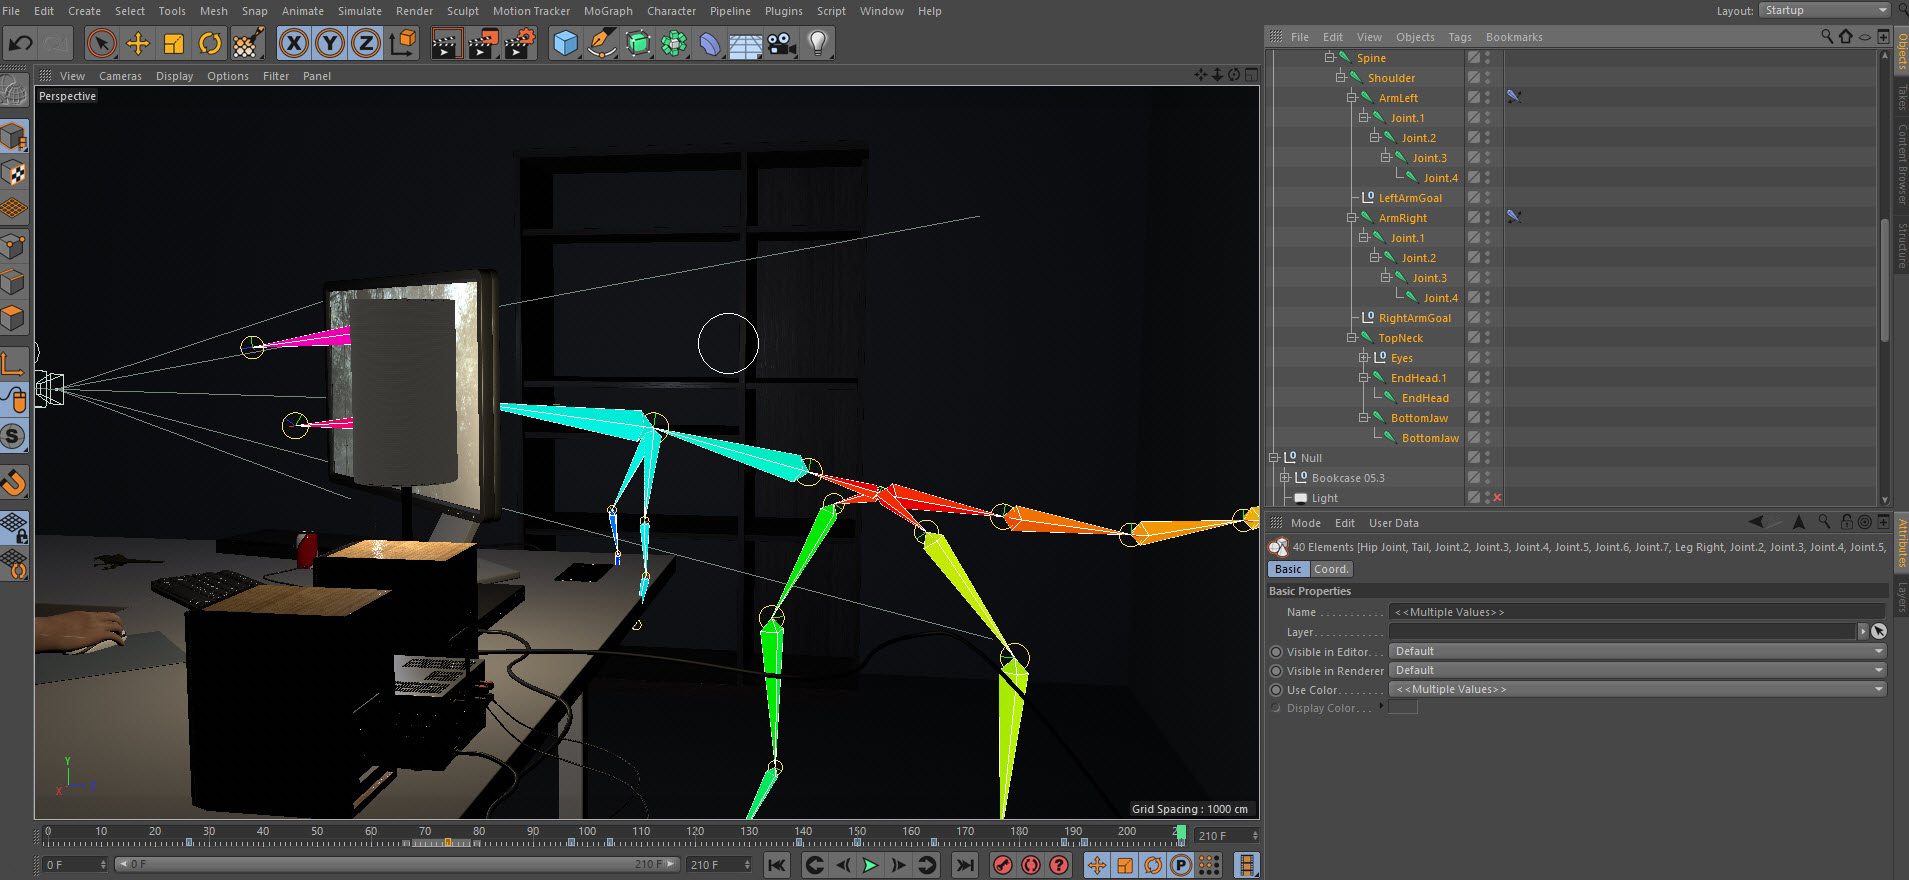 File Edit Create Select Tools Mesh Snap Animate Simulate Render Sculpt Motion Tracker MoGraph Character Pipeline Plugins Script Window Help
Layout: Startup
X Y Z
View Cameras Display Options Filter Panel
Perspective
File Edit View Objects Tags Bookmarks
Spine
Shoulder
ArmLeft
Joint.1
Joint.2
Joint.3
Joint.4
LeftArmGoal
ArmRight
Joint.1
Joint.2
Joint.3
Joint.4
RightArmGoal
TopNeck
Eyes
EndHead.1
EndHead
BottomJaw
BottomJaw
Null
Bookcase 05.3
Light
Objects
Takes
Content Browser
Structure
Mode Edit User Data
40 Elements [Hip Joint, Tail, Joint.2, Joint.3, Joint.4, Joint.5, Joint.6, Joint.7, Leg Right, Joint.2, Joint.3, Joint.4, Joint.5,
Basic Coord.
Basic Properties
Name . . . . . . . . . . . <<Multiple Values>>
Layer. . . . . . . . . . .
Visible in Editor. . . Default
Visible in Renderer Default
Use Color. . . . . . . . <<Multiple Values>>
Display Color. . .
Attributes
Layers
S
Y
X
Grid Spacing : 1000 cm
0 10 20 30 40 50 60 70 80 90 100 110 120 130 140 150 160 170 180 190 200
210 F
0 F
0 F
210 F
210 F
P